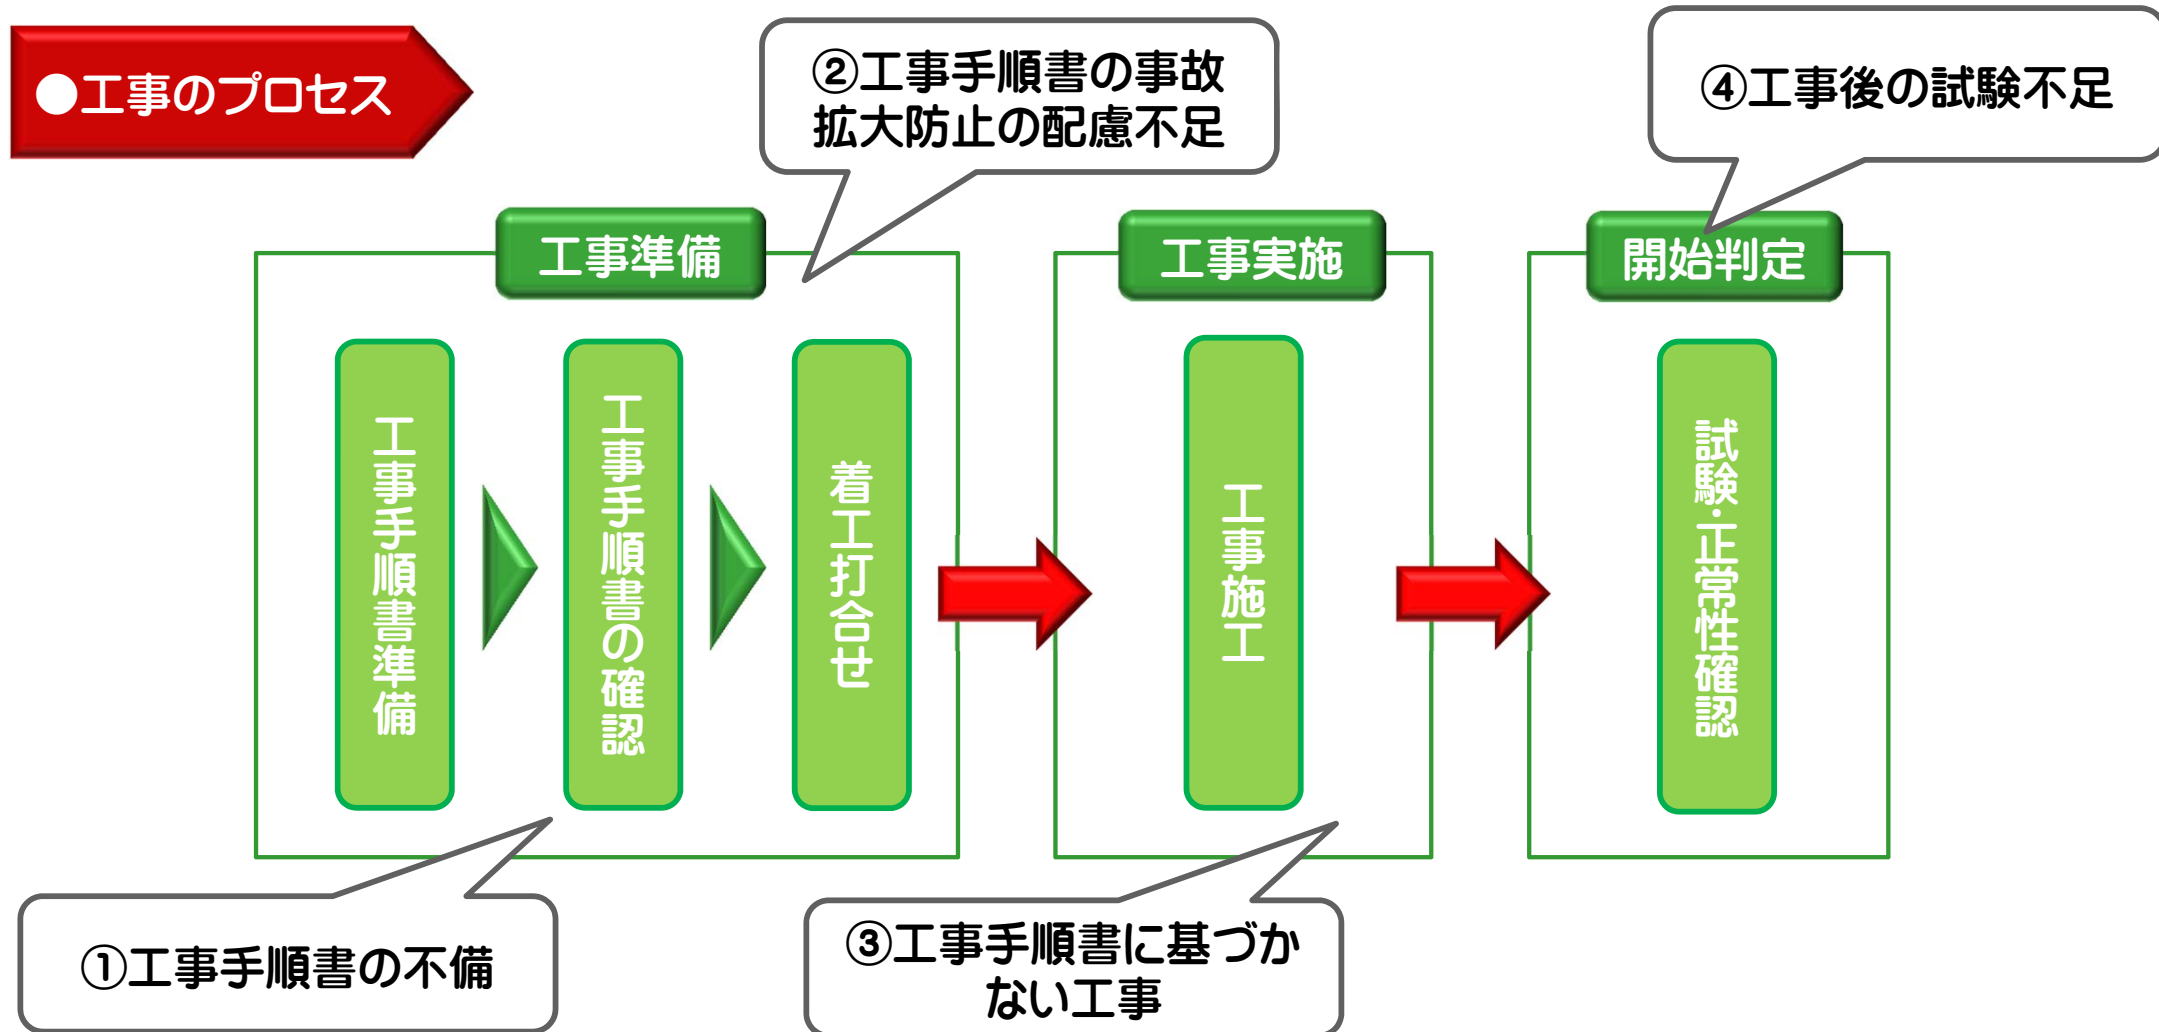 ●工事のプロセス
②工事手順書の事故
拡大防止の配慮不足
④工事後の試験不足
工事準備
工事実施
開始判定
工事手順書準備
工事手順書の確認
着工打合せ
工事施工
試験・正常性確認
①工事手順書の不備
③工事手順書に基づか
ない工事